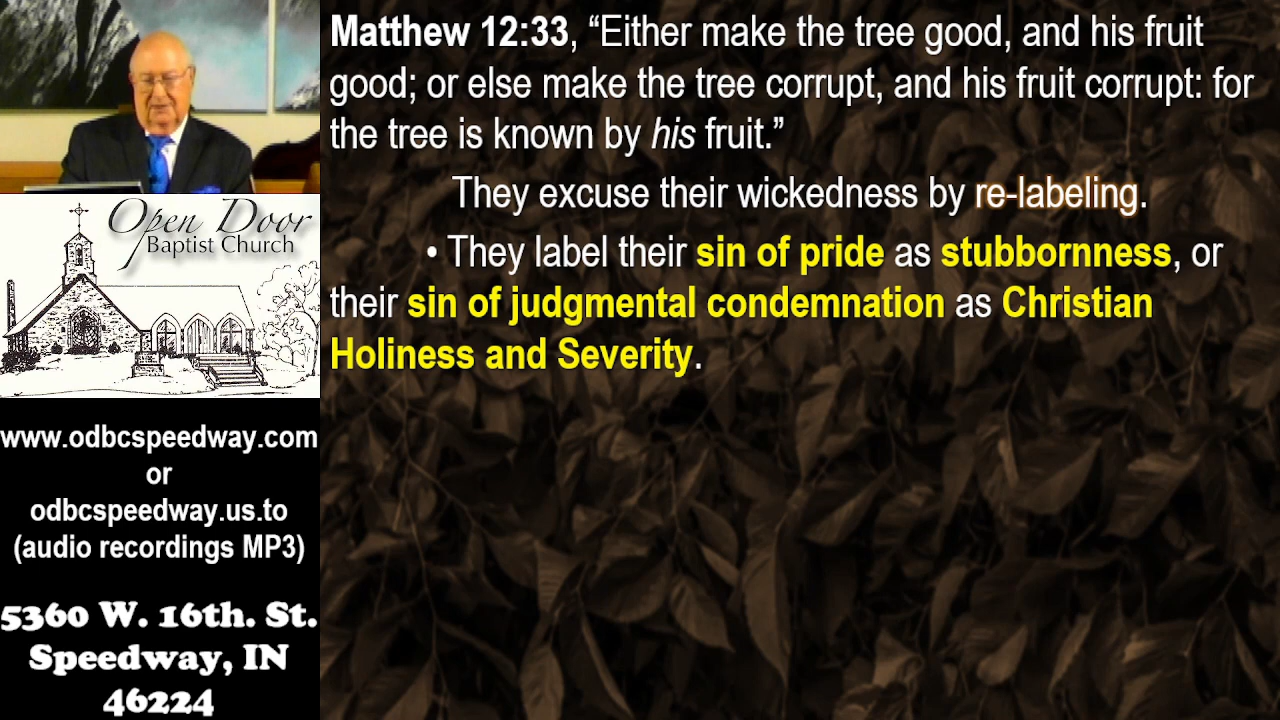 Matthew 12:33, “Either make the tree good, and his fruit
good; or else make the tree corrupt, and his fruit corrupt: for
the tree is known by his fruit.”
They excuse their wickedness by re-labeling.
• They label their sin of pride as stubbornness, or
their sin of judgmental condemnation as Christian
Holiness and Severity.
Open Door
Baptist Church
www.odbcspeedway.com
or
odbcspeedway.us.to
(audio recordings MP3)
5360 W. 16th. St.
Speedway, IN
46224